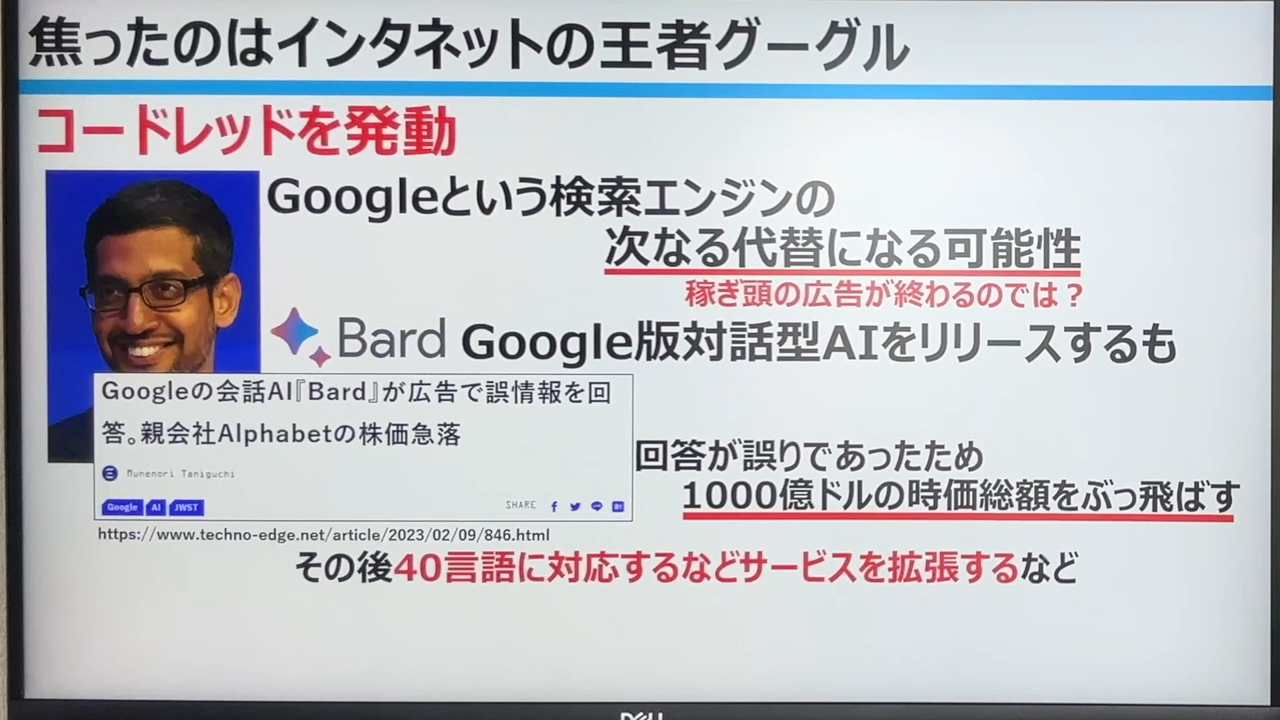 焦ったのはインタネットの王者グーグル
コードレッドを発動
Googleという検索エンジンの
次なる代替になる可能性
稼ぎ頭の広告が終わるのでは？
Bard Google版対話型AIをリリースするも
Googleの会話AI『Bard』が広告で誤情報を回
答。親会社Alphabetの株価急落
Munenori Taniguchi
Google AI JWST
SHARE
https://www.techno-edge.net/article/2023/02/09/846.html
回答が誤りであったため
1000億ドルの時価総額をぶっ飛ばす
その後40言語に対応するなどサービスを拡張するなど
DELL